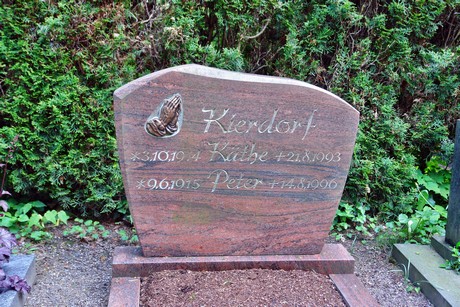 Kierdorf
*3.10.1914 Käthe +21.8.1993
*9.6.1915 Peter +14.8.1996